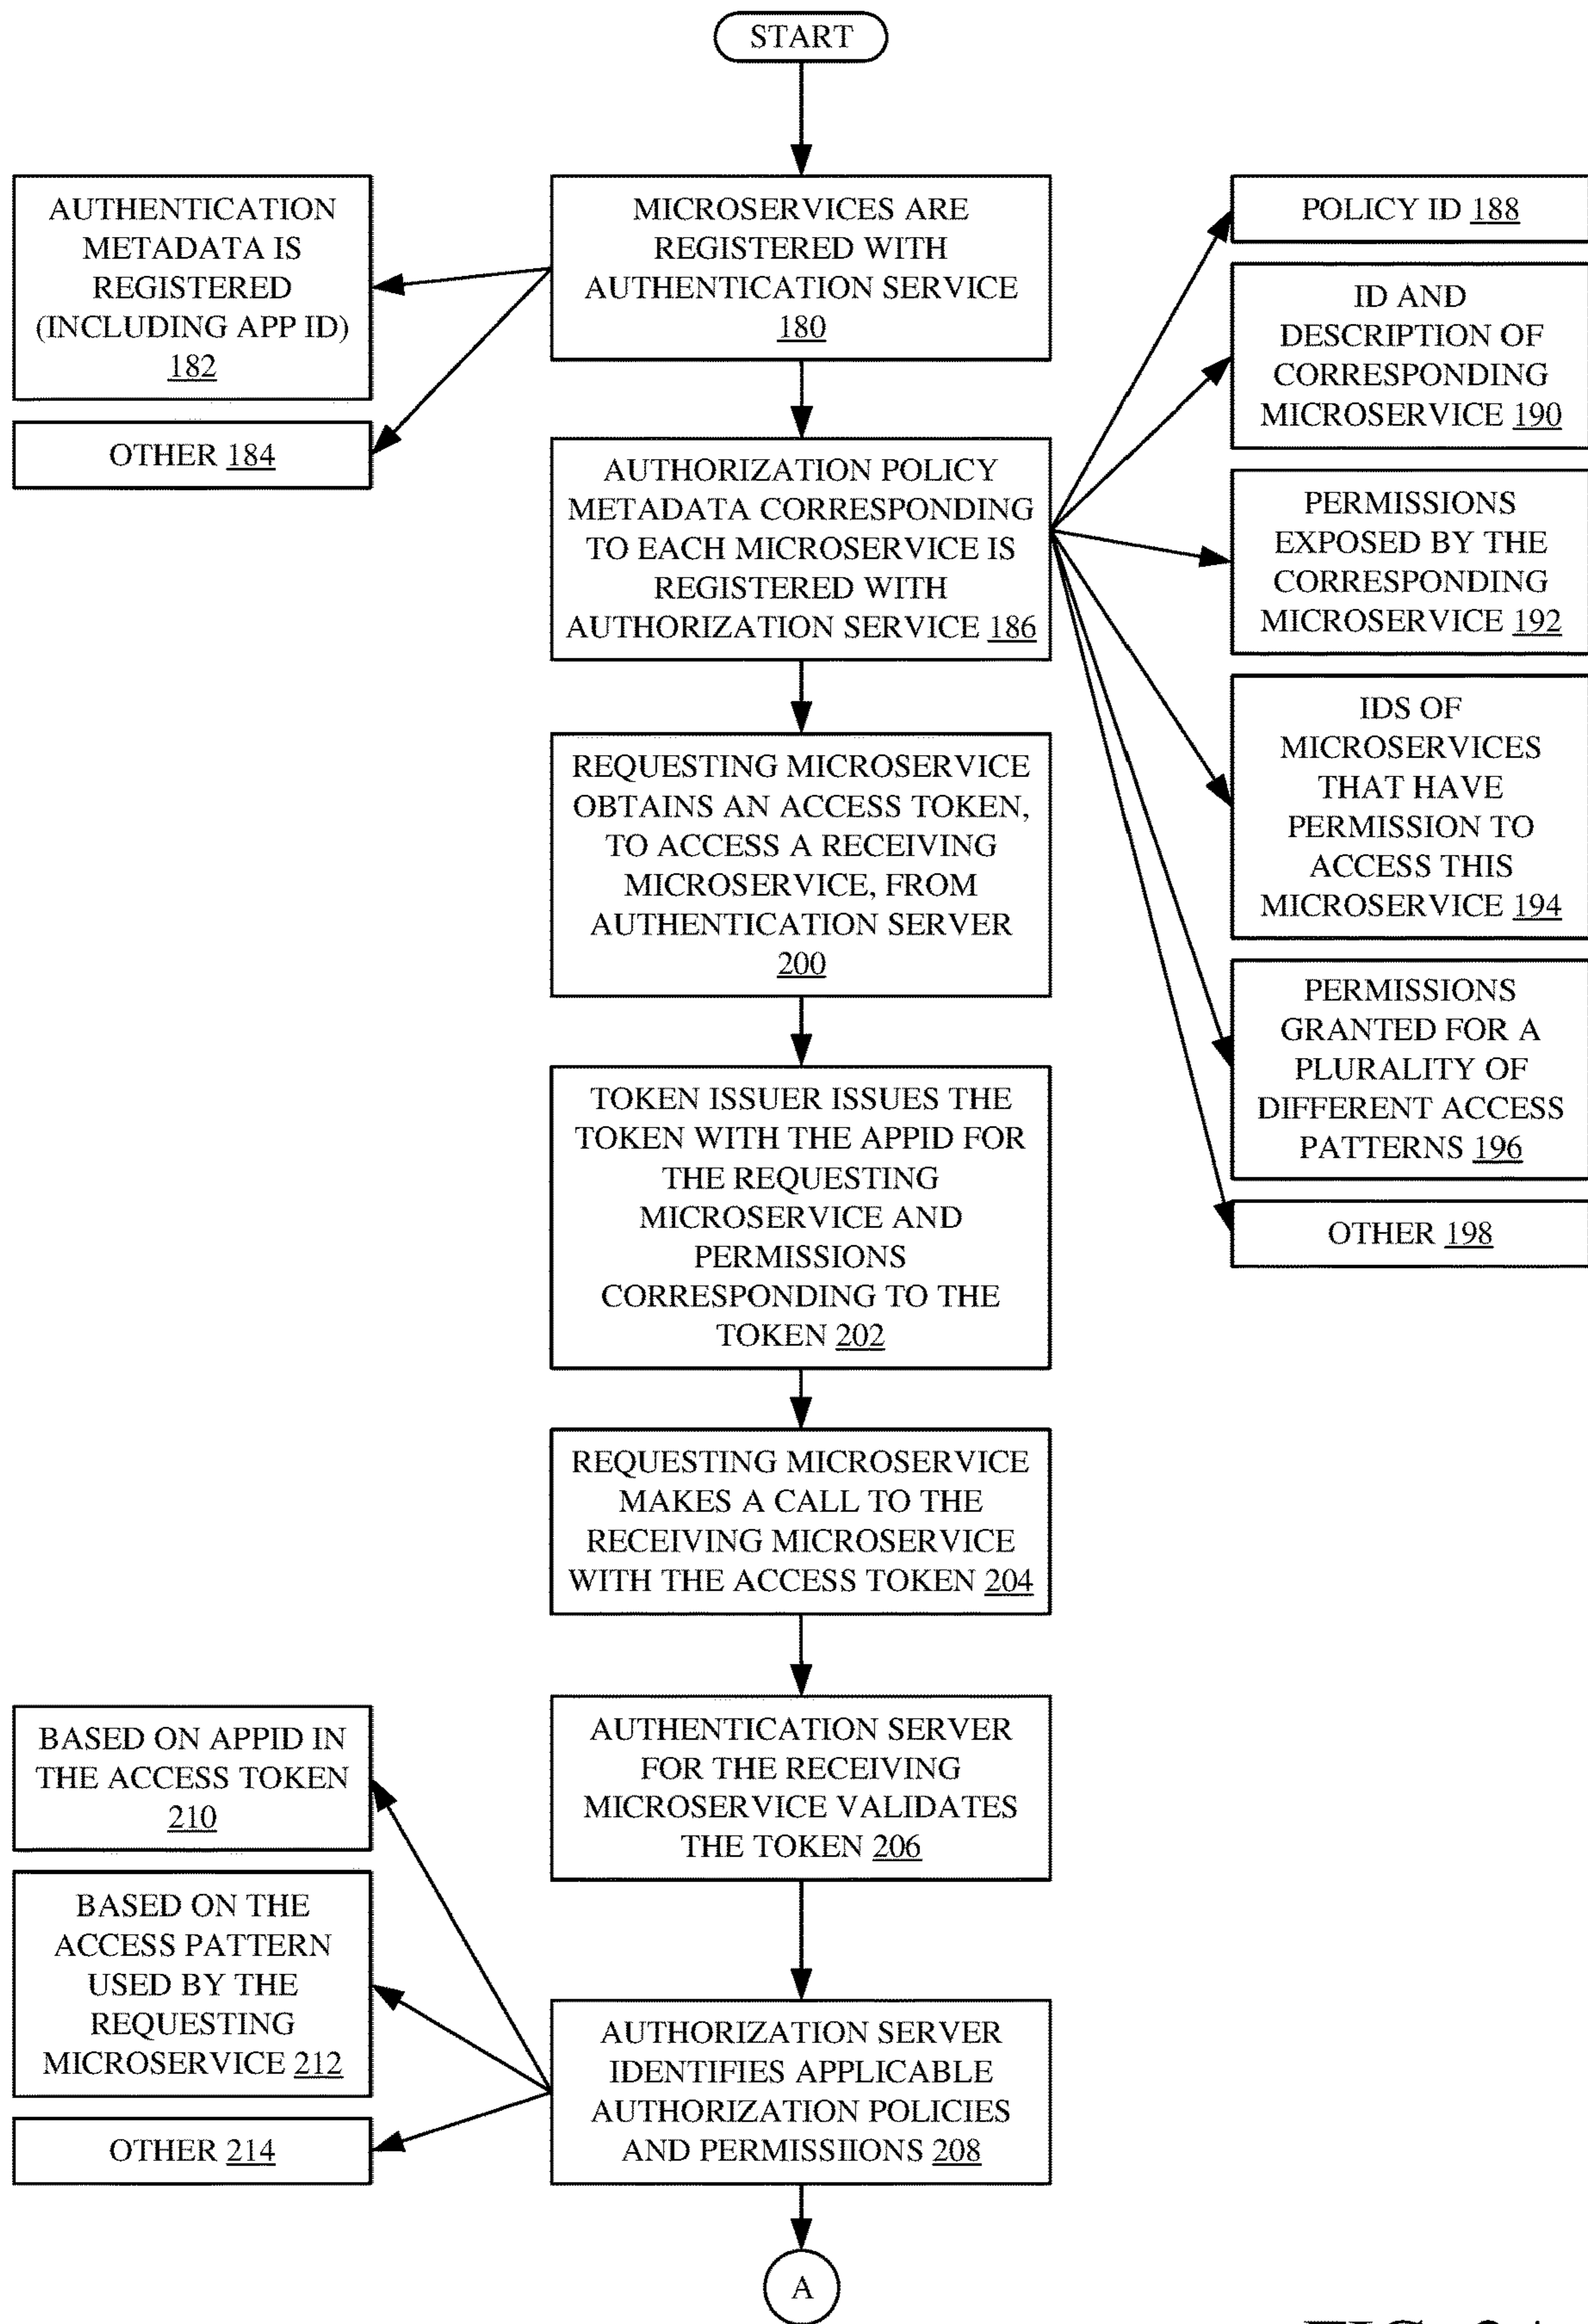 START
MICROSERVICES ARE
REGISTERED WITH
AUTHENTICATION SERVICE
180
AUTHENTICATION
METADATA IS
REGISTERED
(INCLUDING APP ID)
182
OTHER 184
AUTHORIZATION POLICY
METADATA CORRESPONDING
TO EACH MICROSERVICE IS
REGISTERED WITH
AUTHORIZATION SERVICE 186
POLICY ID 188
ID AND
DESCRIPTION OF
CORRESPONDING
MICROSERVICE 190
PERMISSIONS
EXPOSED BY THE
CORRESPONDING
MICROSERVICE 192
IDS OF
MICROSERVICES
THAT HAVE
PERMISSION TO
ACCESS THIS
MICROSERVICE 194
PERMISSIONS
GRANTED FOR A
PLURALITY OF
DIFFERENT ACCESS
PATTERNS 196
OTHER 198
REQUESTING MICROSERVICE
OBTAINS AN ACCESS TOKEN,
TO ACCESS A RECEIVING
MICROSERVICE, FROM
AUTHENTICATION SERVER
200
TOKEN ISSUER ISSUES THE
TOKEN WITH THE APPID FOR
THE REQUESTING
MICROSERVICE AND
PERMISSIONS
CORRESPONDING TO THE
TOKEN 202
REQUESTING MICROSERVICE
MAKES A CALL TO THE
RECEIVING MICROSERVICE
WITH THE ACCESS TOKEN 204
AUTHENTICATION SERVER
FOR THE RECEIVING
MICROSERVICE VALIDATES
THE TOKEN 206
AUTHORIZATION SERVER
IDENTIFIES APPLICABLE
AUTHORIZATION POLICIES
AND PERMISSIIONS 208
BASED ON APPID IN
THE ACCESS TOKEN
210
BASED ON THE
ACCESS PATTERN
USED BY THE
REQUESTING
MICROSERVICE 212
OTHER 214
A